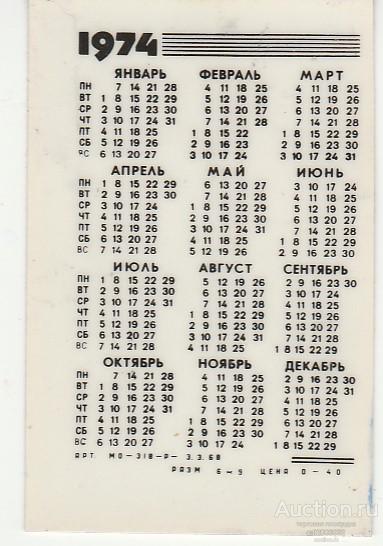 1974
ЯНВАРЬ ФЕВРАЛЬ МАРТ
ПН 7 14 21 28 4 11 18 25 4 11 18 25
ВТ 1 8 15 22 29 5 12 19 26 5 12 19 26
СР 2 9 16 23 30 6 13 20 27 6 13 20 27
ЧТ 3 10 17 24 31 7 14 21 28 7 14 21 28
ПТ 4 11 18 25 1 8 15 22 1 8 15 22 29
СБ 5 12 19 26 2 9 16 23 2 9 16 23 30
ВС 6 13 20 27 3 10 17 24 3 10 17 24 31
АПРЕЛЬ МАЙ ИЮНЬ
ПН 1 8 15 22 29 6 13 20 27 3 10 17 24
ВТ 2 9 16 23 30 7 14 21 28 4 11 18 25
СР 3 10 17 24 1 8 15 22 29 5 12 19 26
ЧТ 4 11 18 25 2 9 16 23 30 6 13 20 27
ПТ 5 12 19 26 3 10 17 24 31 7 14 21 28
СБ 6 13 20 27 4 11 18 25 1 8 15 22 29
ВС 7 14 21 28 5 12 19 26 2 9 16 23 30
ИЮЛЬ АВГУСТ СЕНТЯБРЬ
ПН 1 8 15 22 29 5 12 19 26 2 9 16 23 30
ВТ 2 9 16 23 30 6 13 20 27 3 10 17 24
СР 3 10 17 24 31 7 14 21 28 4 11 18 25
ЧТ 4 11 18 25 1 8 15 22 29 5 12 19 26
ПТ 5 12 19 26 2 9 16 23 30 6 13 20 27
СБ 6 13 20 27 3 10 17 24 31 7 14 21 28
ВС 7 14 21 28 4 11 18 25 1 8 15 22 29
ОКТЯБРЬ НОЯБРЬ ДЕКАБРЬ
ПН 7 14 21 28 4 11 18 25 2 9 16 23 30
ВТ 1 8 15 22 29 5 12 19 26 3 10 17 24 31
СР 2 9 16 23 30 6 13 20 27 4 11 18 25
ЧТ 3 10 17 24 31 7 14 21 28 5 12 19 26
ПТ 4 11 18 25 1 8 15 22 29 6 13 20 27
СБ 5 12 19 26 2 9 16 23 30 7 14 21 28
ВС 6 13 20 27 3 10 17 24 1 8 15 22 29
АРТ МО-318-Р- 3.3.68
РАЗМ 6-9 ЦЕНА 0-40
Auction.ru